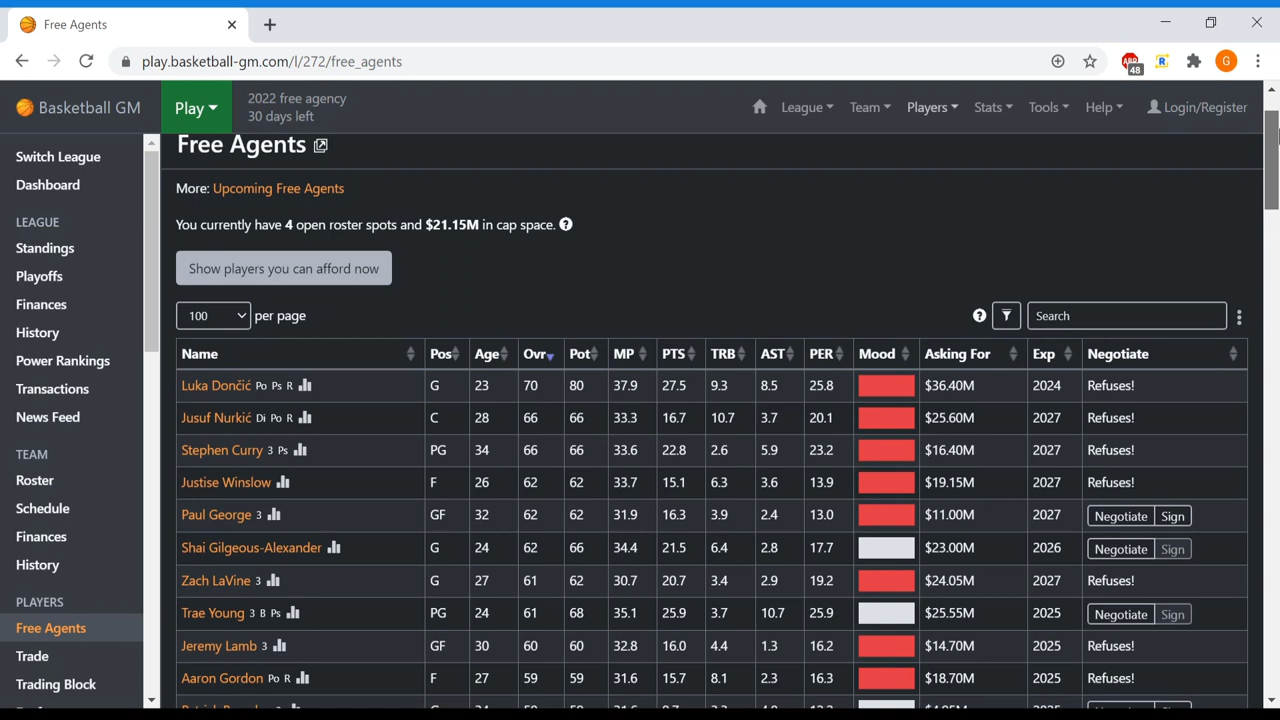 Free Agents
play.basketball-gm.com/l/272/free_agents
ABP
48
R
G
Basketball GM
Play
2022 free agency
30 days left
League
Team
Players
Stats
Tools
Help
Login/Register
Switch League
Dashboard
LEAGUE
Standings
Playoffs
Finances
History
Power Rankings
Transactions
News Feed
TEAM
Roster
Schedule
Finances
History
PLAYERS
Free Agents
Trade
Trading Block
Free Agents
More: Upcoming Free Agents
You currently have 4 open roster spots and $21.15M in cap space.
Show players you can afford now
100 per page
Search
Name Pos Age Ovr Pot MP PTS TRB AST PER Mood Asking For Exp Negotiate
Luka Dončić Po Ps R G 23 70 80 37.9 27.5 9.3 8.5 25.8 $36.40M 2024 Refuses!
Jusuf Nurkić Di Po R C 28 66 66 33.3 16.7 10.7 3.7 20.1 $25.60M 2027 Refuses!
Stephen Curry 3 Ps PG 34 66 66 33.6 22.8 2.6 5.9 23.2 $16.40M 2027 Refuses!
Justise Winslow F 26 62 62 33.7 15.1 6.3 3.6 13.9 $19.15M 2027 Refuses!
Paul George 3 GF 32 62 62 31.9 16.3 3.9 2.4 13.0 $11.00M 2027 Negotiate Sign
Shai Gilgeous-Alexander G 24 62 66 34.4 21.5 6.4 2.8 17.7 $23.00M 2026 Negotiate Sign
Zach LaVine 3 G 27 61 62 30.7 20.7 3.4 2.9 19.2 $24.05M 2027 Refuses!
Trae Young 3 B Ps PG 24 61 68 35.1 25.9 3.7 10.7 25.9 $25.55M 2025 Negotiate Sign
Jeremy Lamb 3 GF 30 60 60 32.8 16.0 4.4 1.3 16.2 $14.70M 2025 Refuses!
Aaron Gordon Po R F 27 59 59 31.6 15.7 8.1 2.3 16.3 $18.70M 2025 Refuses!